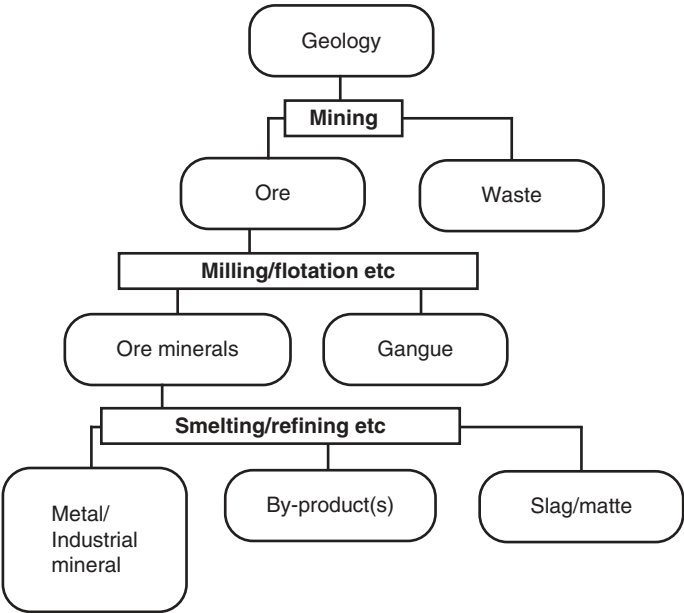 Geology
Mining
Ore
Waste
Milling/flotation etc
Ore minerals
Gangue
Smelting/refining etc
Metal/
Industrial
mineral
By-product(s)
Slag/matte